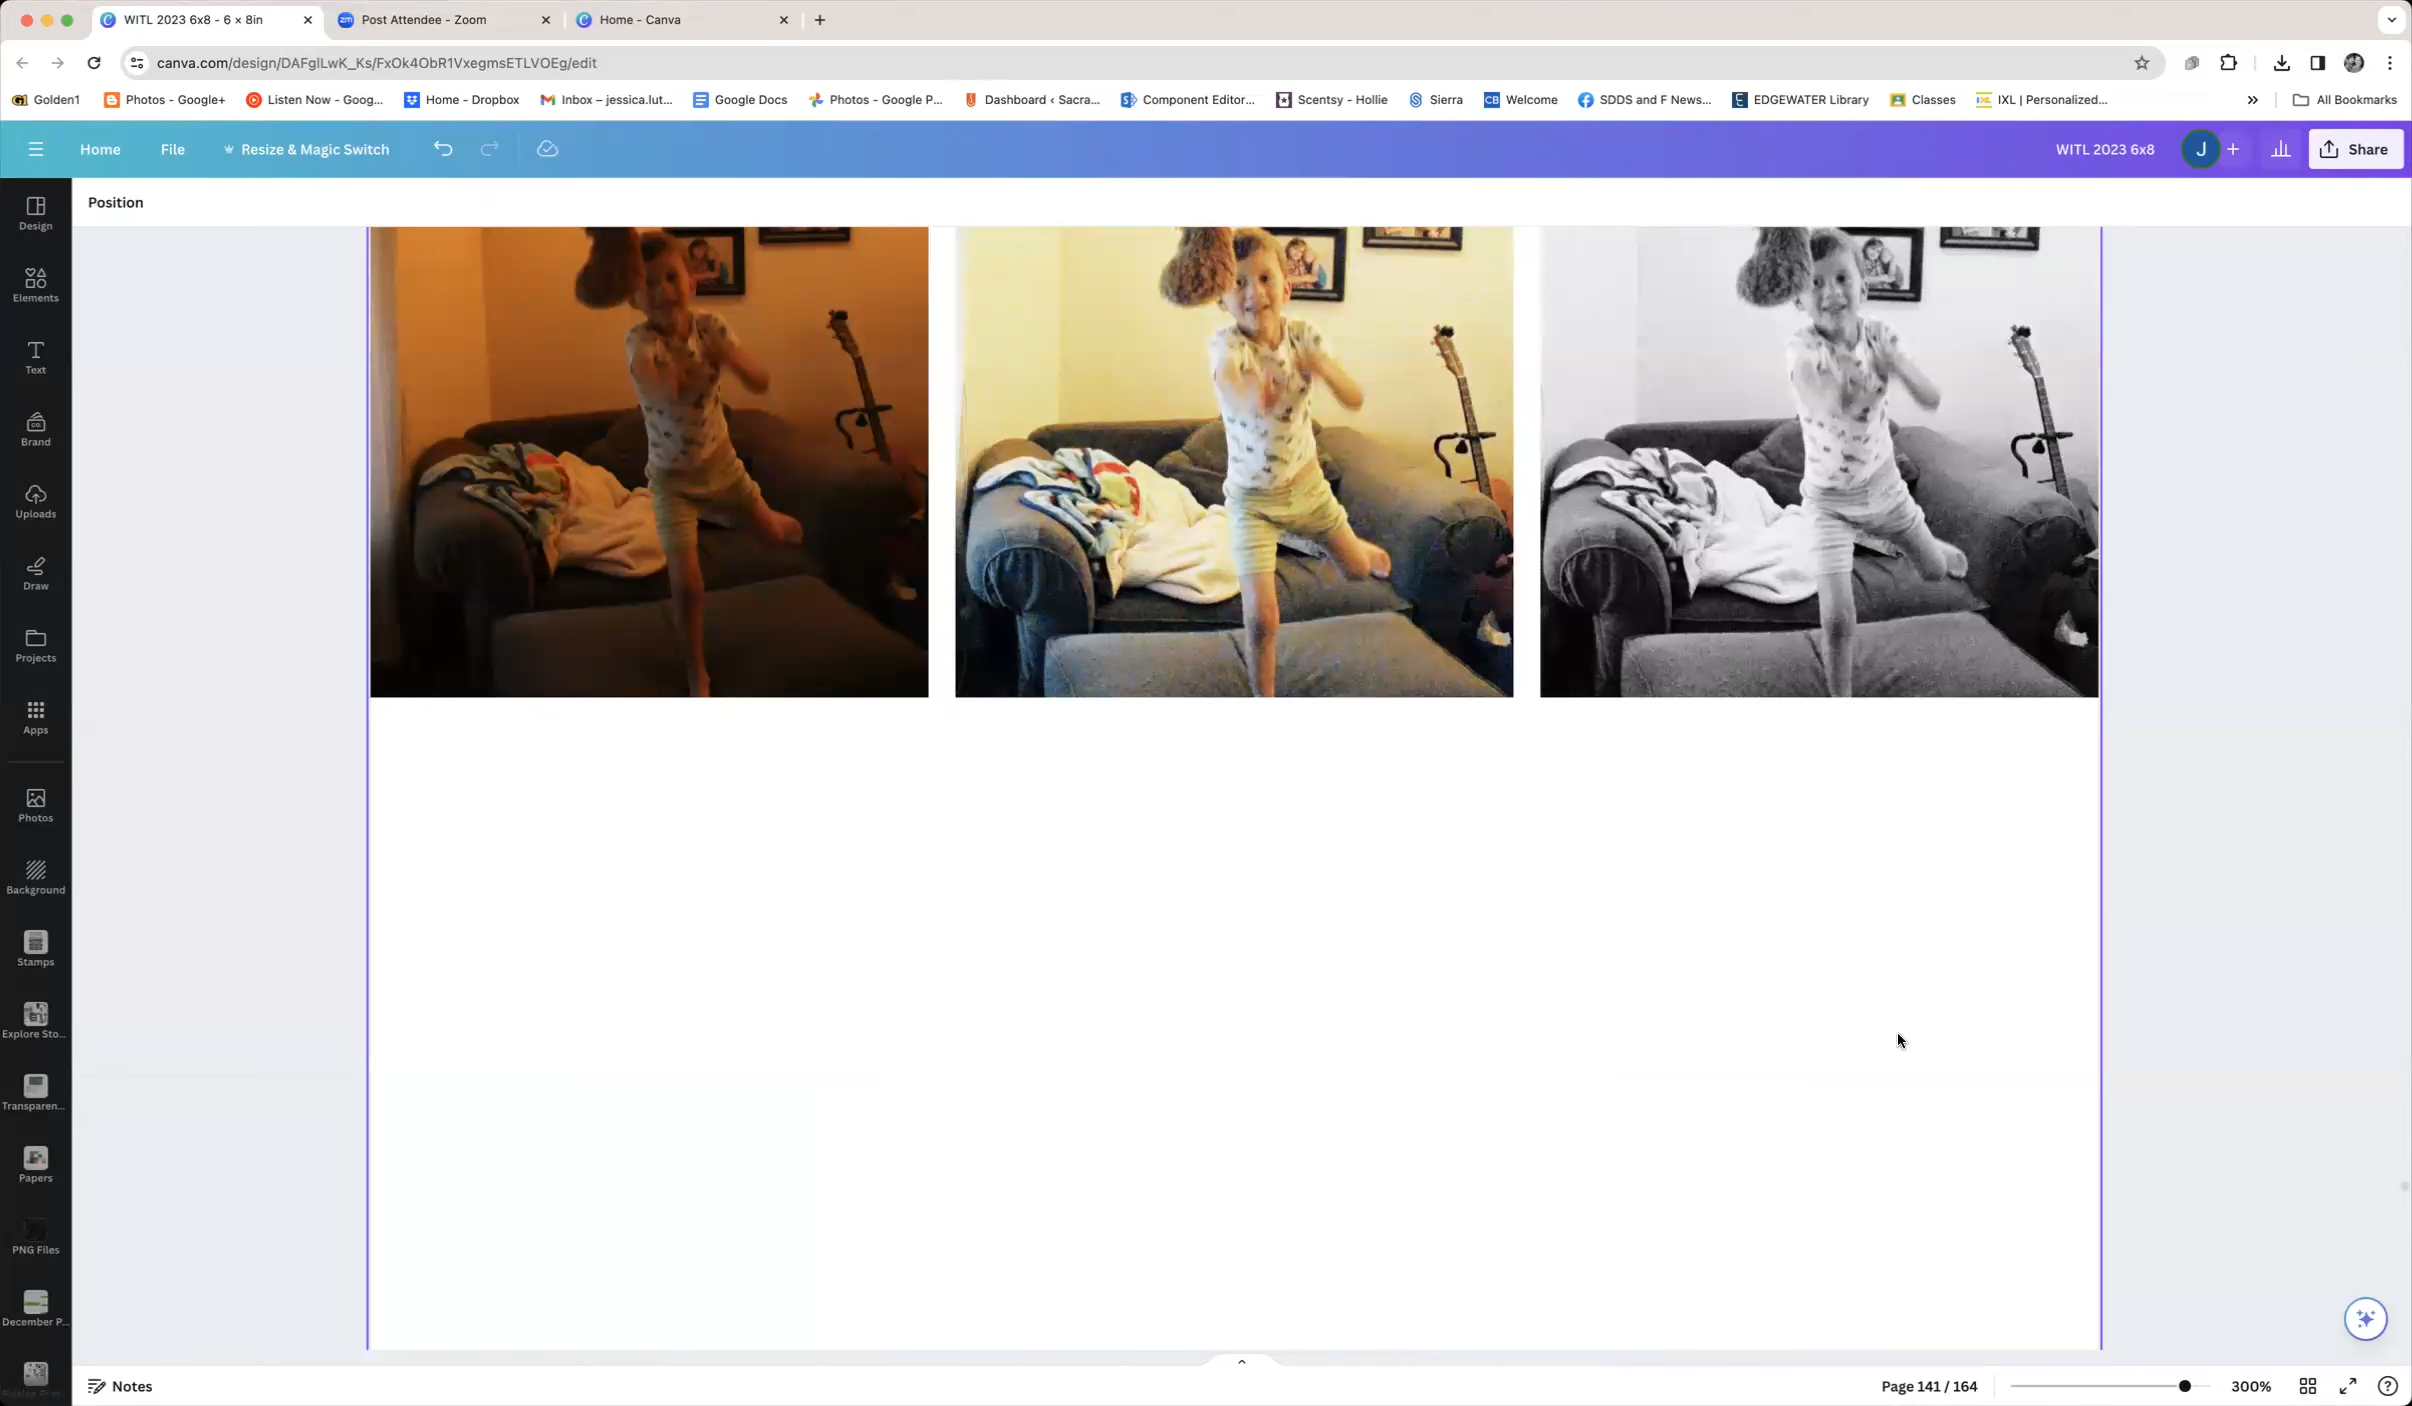 WITL 2023 6x8 - 6 × 8in
Post Attendee - Zoom
Home - Canva
canva.com/design/DAFglLwK_Ks/FxOk4ObR1VxegmsETLVOEg/edit
Golden1
Photos - Google+
Listen Now - Goog...
Home - Dropbox
Inbox – jessica.lut...
Google Docs
Photos - Google P...
Dashboard ‹ Sacra...
Component Editor...
Scentsy - Hollie
Sierra
Welcome
SDDS and F News...
EDGEWATER Library
Classes
IXL | Personalized...
All Bookmarks
Home
File
Resize & Magic Switch
WITL 2023 6x8
J
Share
Position
Design
Elements
Text
Brand
Uploads
Draw
Projects
Apps
Photos
Background
Stamps
Explore Sto...
Transparen...
Papers
PNG Files
December P...
Notes
Page 141 / 164
300%